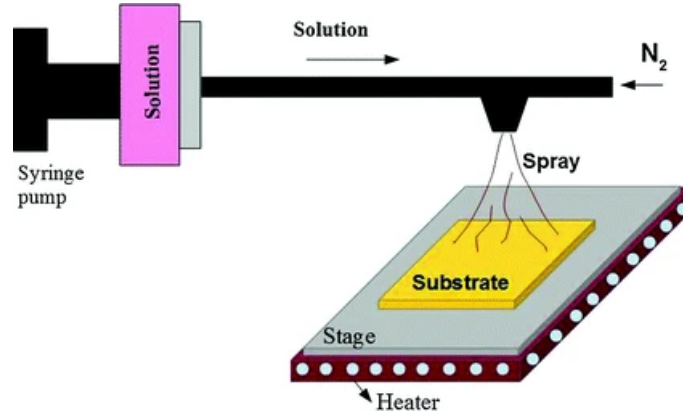 Solution
N₂
Solution
Spray
Syringe
pump
Substrate
Stage
Heater